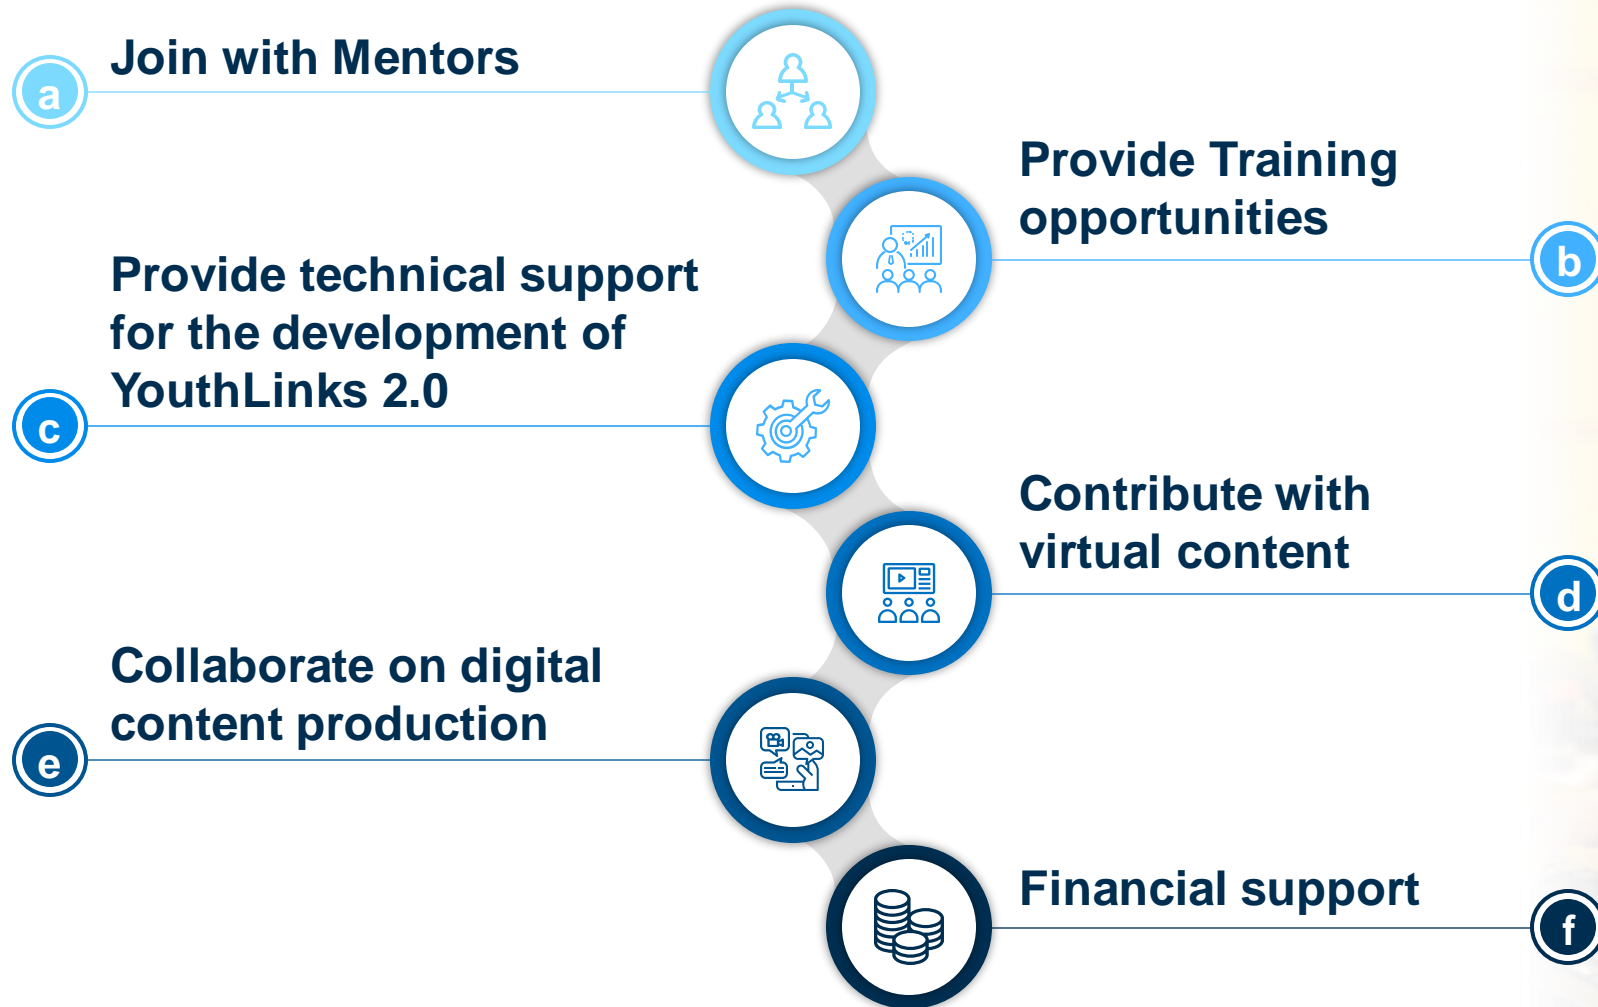 a
Join with Mentors
Provide Training
opportunities
b
Provide technical support
for the development of
YouthLinks 2.0
c
Contribute with
virtual content
d
Collaborate on digital
content production
e
Financial support
f